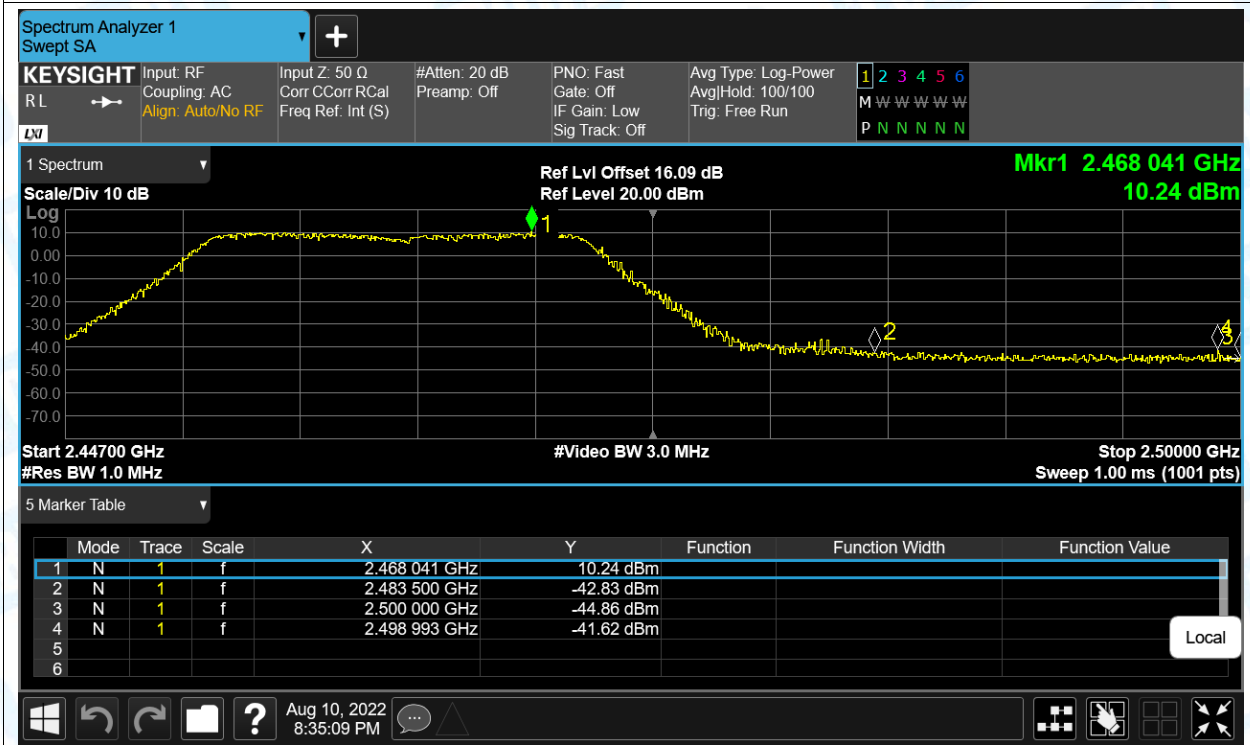 Spectrum Analyzer 1
Swept SA
KEYSIGHT
R L
LXI
Input: RF
Coupling: AC
Align: Auto/No RF
Input Z: 50 Ω
Corr CCorr RCal
Freq Ref: Int (S)
#Atten: 20 dB
Preamp: Off
PNO: Fast
Gate: Off
IF Gain: Low
Sig Track: Off
Avg Type: Log-Power
Avg|Hold: 100/100
Trig: Free Run
1 2 3 4 5 6
M W W W W W
P N N N N N
1 Spectrum
Scale/Div 10 dB
Ref Lvl Offset 16.09 dB
Ref Level 20.00 dBm
Mkr1 2.468 041 GHz
10.24 dBm
Log
10.0
0.00
-10.0
-20.0
-30.0
-40.0
-50.0
-60.0
-70.0
1
2
4
3
Start 2.44700 GHz
#Res BW 1.0 MHz
#Video BW 3.0 MHz
Stop 2.50000 GHz
Sweep 1.00 ms (1001 pts)
5 Marker Table
Mode Trace Scale X Y Function Function Width Function Value
1 N 1 f 2.468 041 GHz 10.24 dBm
2 N 1 f 2.483 500 GHz -42.83 dBm
3 N 1 f 2.500 000 GHz -44.86 dBm
4 N 1 f 2.498 993 GHz -41.62 dBm
5
6
Local
?
Aug 10, 2022
8:35:09 PM